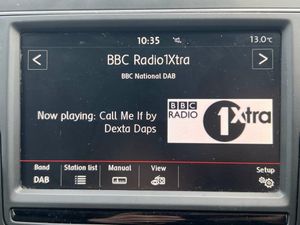 10:35
13.0°C
BBC Radio1Xtra
BBC National DAB
Now playing: Call Me If by
Dexta Daps
BBC
RADIO
1Xtra
Band
DAB
Station list
Manual
View
Setup